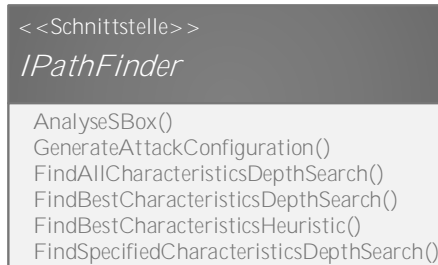 <<Schnittstelle>>
IPathFinder
AnalyseSBox()
GenerateAttackConfiguration()
FindAllCharacteristicsDepthSearch()
FindBestCharacteristicsDepthSearch()
FindBestCharacteristicsHeuristic()
FindSpecifiedCharacteristicsDepthSearch()